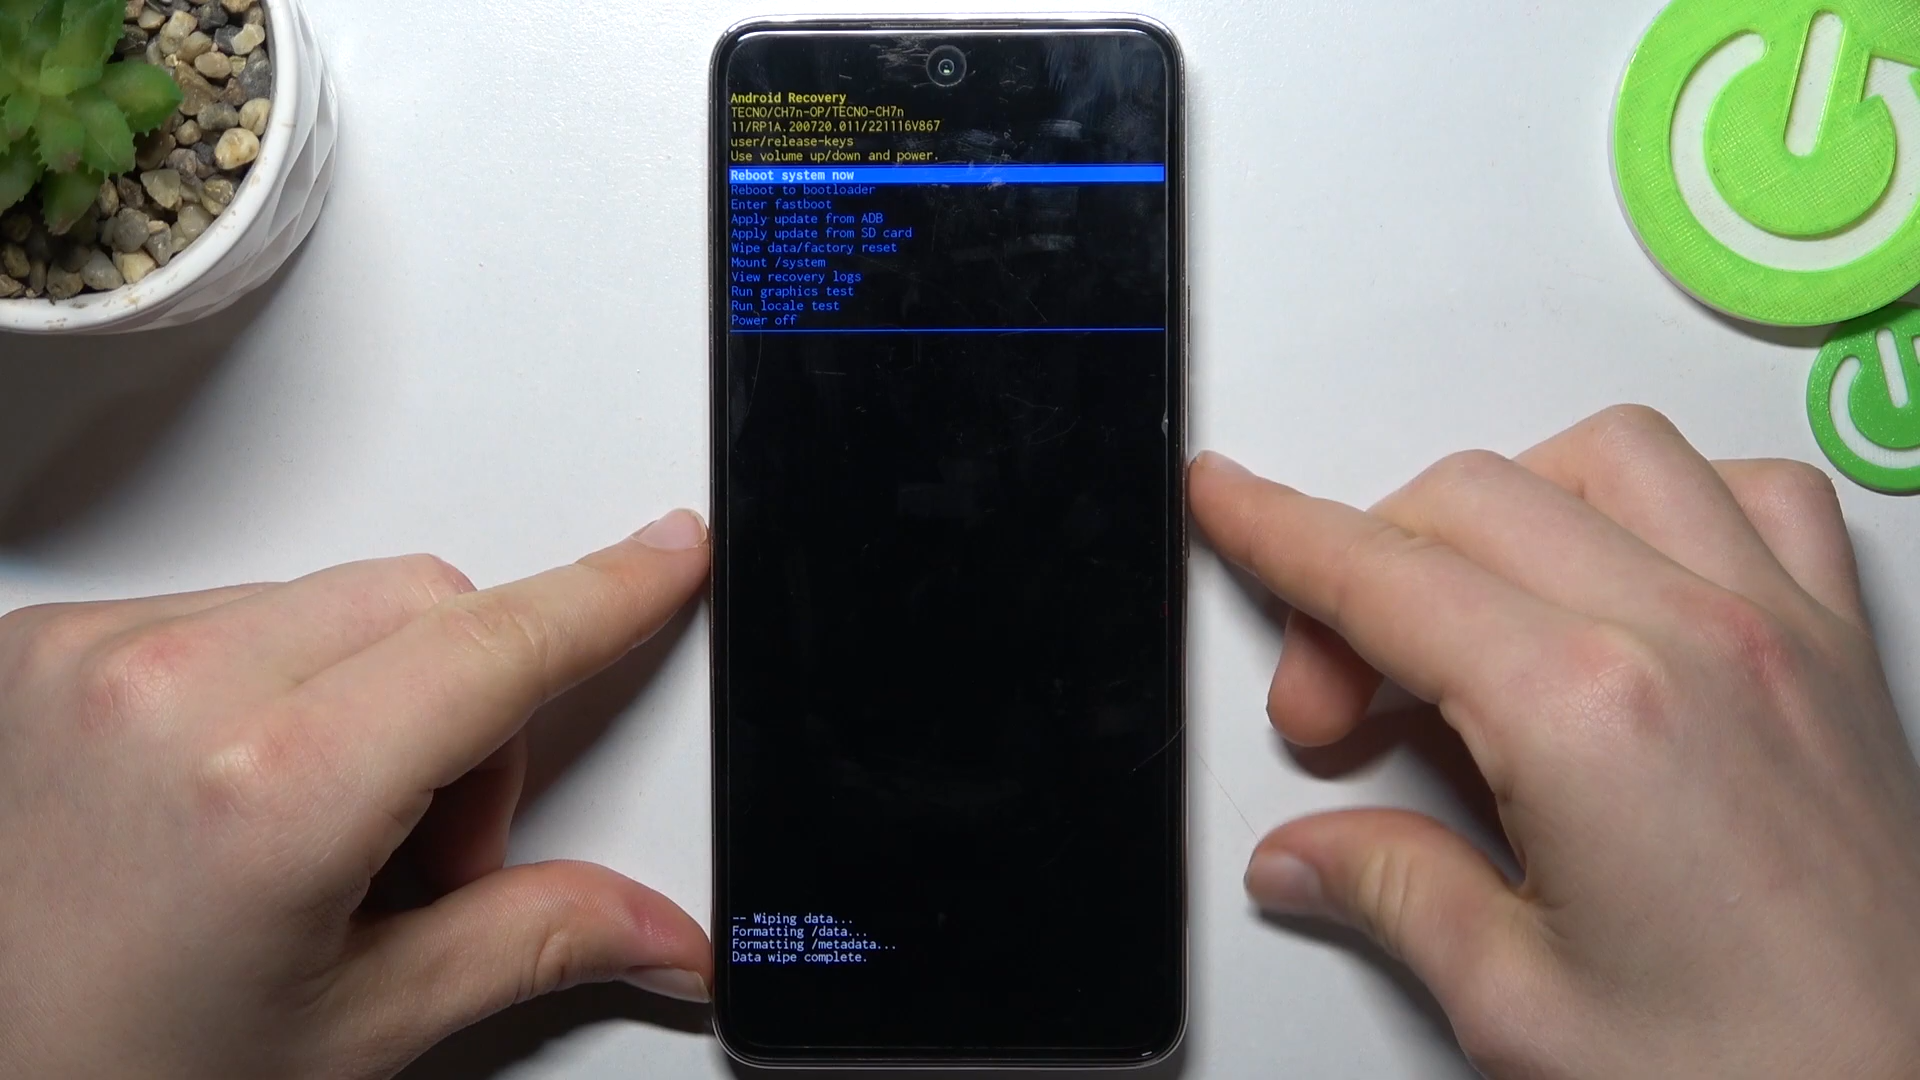 Android Recovery
TECNO/CH7n-OP/TECNO-CH7n
11/RP1A.200720.011/221116V867
user/release-keys
Use volume up/down and power.
Reboot system now
Reboot to bootloader
Enter fastboot
Apply update from ADB
Apply update from SD card
Wipe data/factory reset
Mount /system
View recovery logs
Run graphics test
Run locale test
Power off
-- Wiping data...
Formatting /data...
Formatting /metadata...
Data wipe complete.